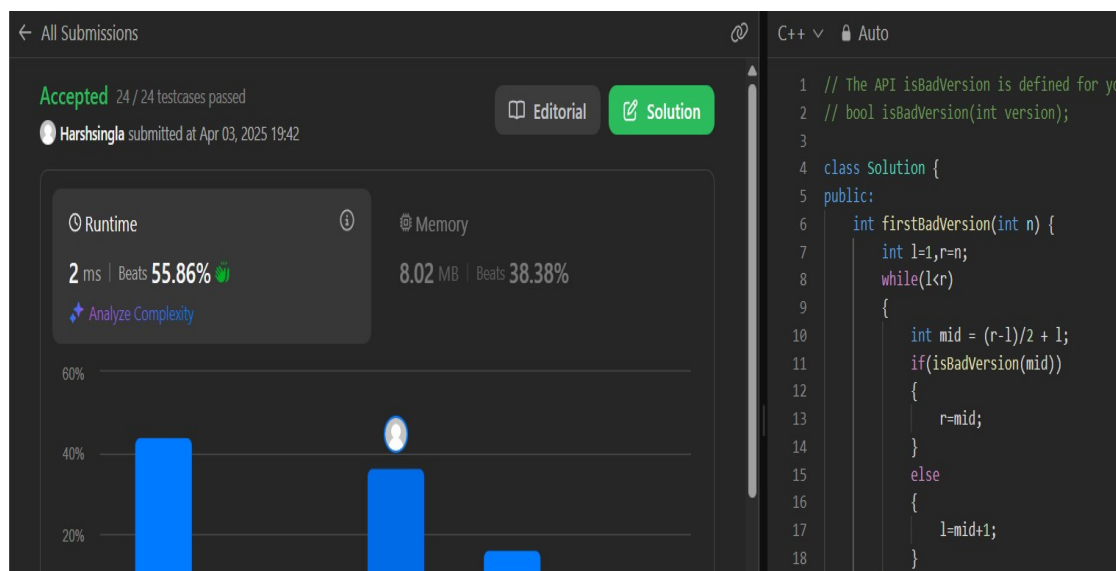 ← All Submissions
Accepted 24 / 24 testcases passed
Editorial
Solution
Harshsingla submitted at Apr 03, 2025 19:42
Runtime
2 ms | Beats 55.86%
Analyze Complexity
Memory
8.02 MB | Beats 38.38%
60%
40%
20%
C++ Auto
1 // The API isBadVersion is defined for
2 // bool isBadVersion(int version);
3
4 class Solution {
5 public:
6 int firstBadVersion(int n) {
7 int l=1,r=n;
8 while(l<r)
9 {
10 int mid = (r-l)/2 + l;
11 if(isBadVersion(mid))
12 {
13 r=mid;
14 }
15 else
16 {
17 l=mid+1;
18 }